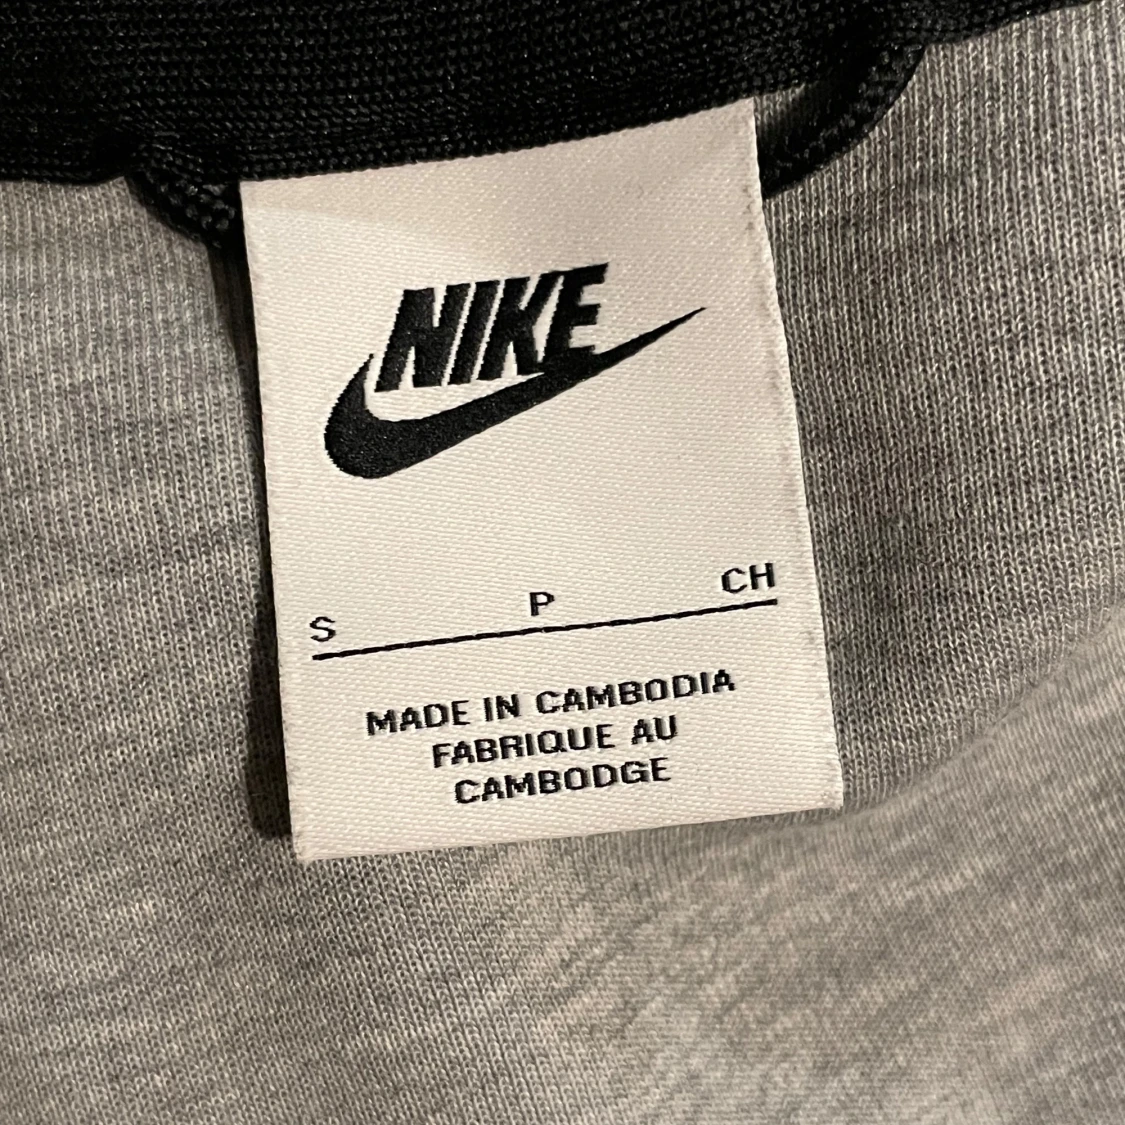 NIKE
S P CH
MADE IN CAMBODIA
FABRIQUE AU
CAMBODGE